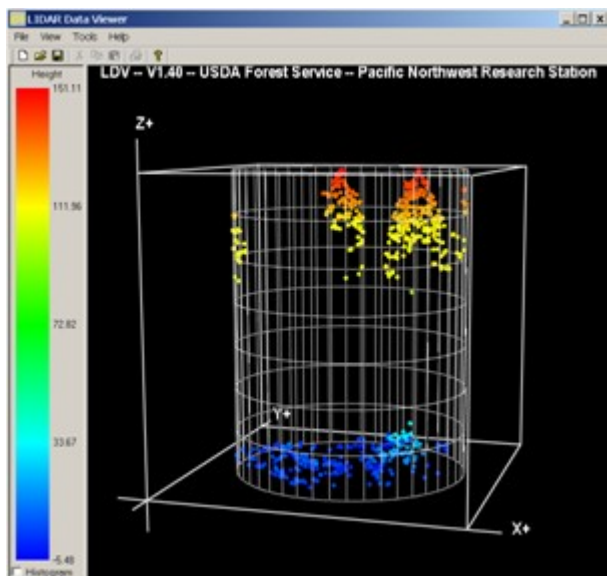 LIDAR Data Viewer
File View Tools Help
Height
LDV -- V1.40 -- USDA Forest Service -- Pacific Northwest Research Station
151.11
Z+
111.96
72.82
Y+
33.67
X+
-5.48
Histogram